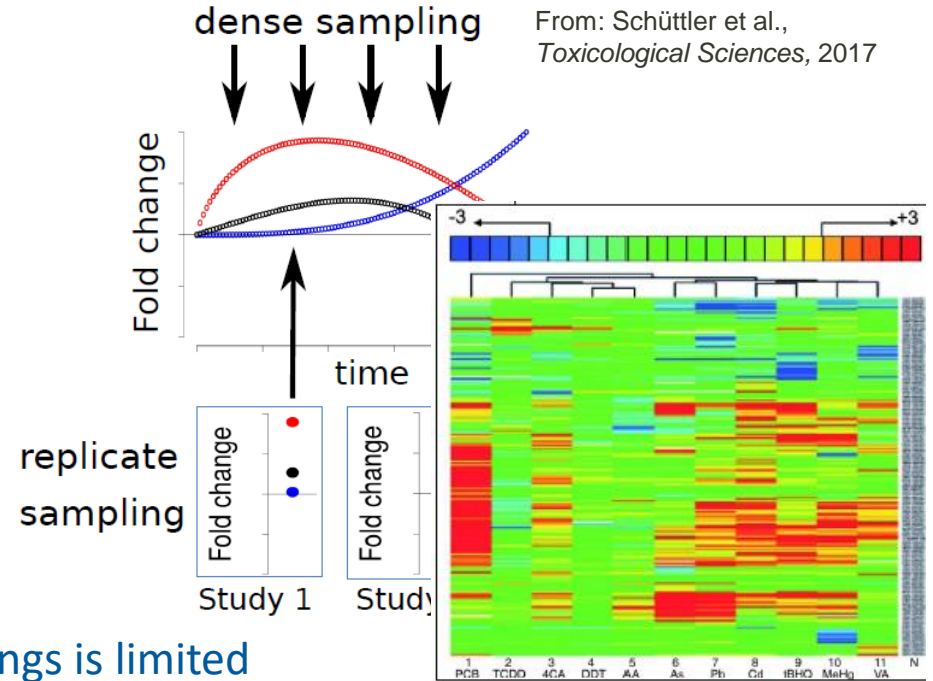 dense sampling
From: Schüttler et al.,
Toxicological Sciences, 2017
Fold change
time
-3
+3
replicate
sampling
Fold change
Fold change
Study 1
Study
1 2 3 4 5 6 7 8 9 10 11 N
PCB TCDD 4CA DDT AA As Pb Cd tBHQ MeHg VA
ngs is limited